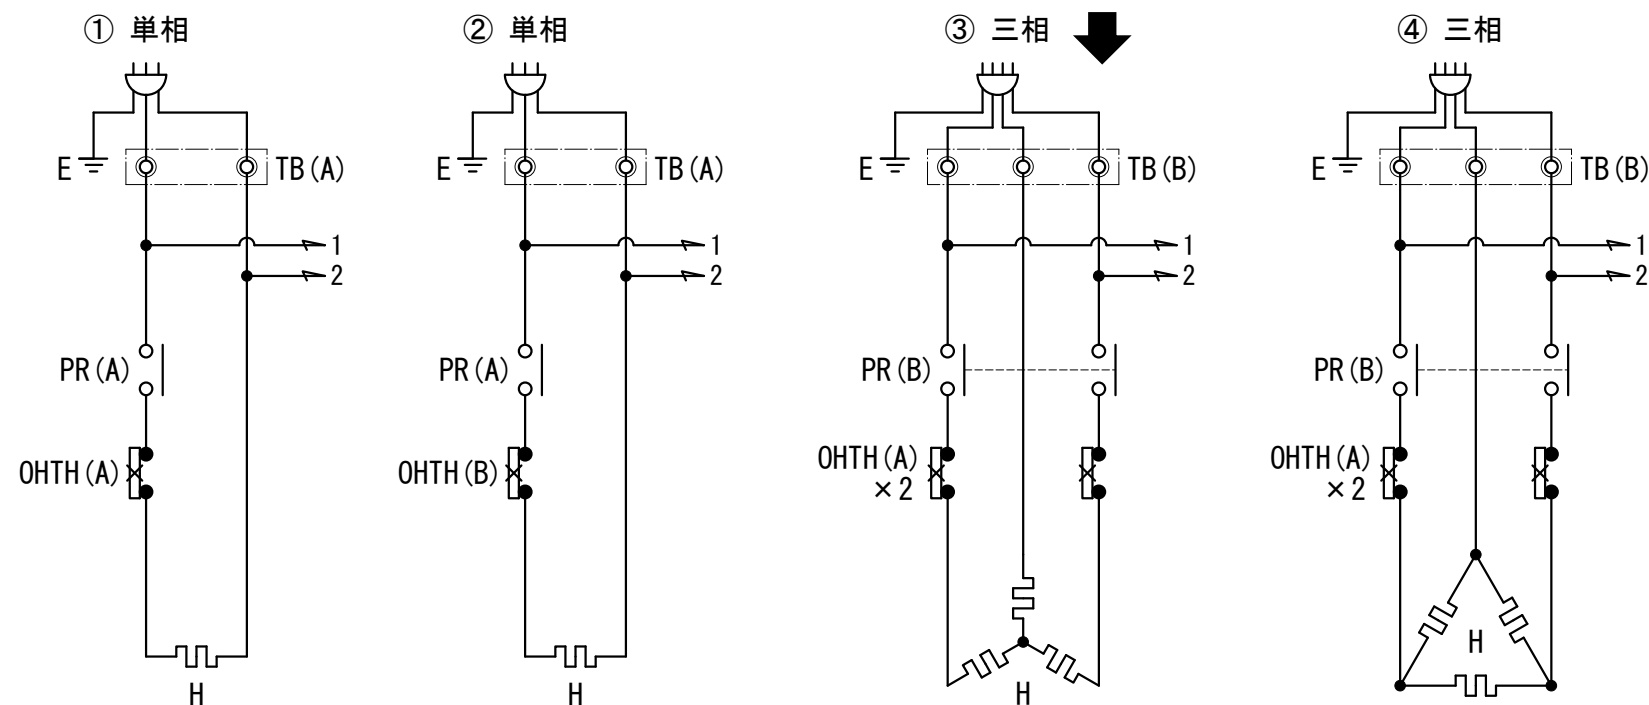 ① 単相
E
TB(A)
1
2
PR(A)
OHTH(A)
H
② 単相
E
TB(A)
1
2
PR(A)
OHTH(B)
H
③ 三相
E
TB(B)
1
2
PR(B)
OHTH(A)
×2
H
④ 三相
E
TB(B)
1
2
PR(B)
OHTH(A)
×2
H